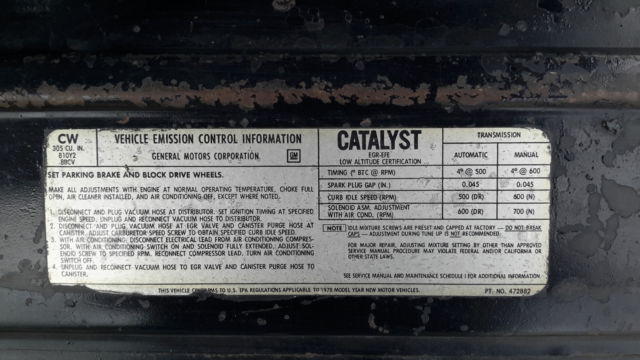 CW
305 CU. IN.
810Y2
BRCV
VEHICLE EMISSION CONTROL INFORMATION
GENERAL MOTORS CORPORATION GM
SET PARKING BRAKE AND BLOCK DRIVE WHEELS.
MAKE ALL ADJUSTMENTS WITH ENGINE AT NORMAL OPERATING TEMPERATURE, CHOKE FULL
OPEN, AIR CLEANER INSTALLED, AND AIR CONDITIONING OFF, EXCEPT WHERE NOTED.
1. DISCONNECT AND PLUG VACUUM HOSE AT DISTRIBUTOR. SET IGNITION TIMING AT SPECIFIED
ENGINE SPEED. UNPLUG AND RECONNECT VACUUM HOSE TO DISTRIBUTOR.
2. DISCONNECT AND PLUG VACUUM HOSE AT EGR VALVE AND CANISTER PURGE HOSE AT
CANISTER. ADJUST CARBURETOR SPEED SCREW TO OBTAIN SPECIFIED CURB IDLE SPEED.
3. WITH AIR CONDITIONING: DISCONNECT ELECTRICAL LEAD FROM AIR CONDITIONING COMPRES-
SOR. WITH AIR CONDITIONING SWITCH ON AND SOLENOID FULLY EXTENDED, ADJUST SOL-
ENOID SCREW TO SPECIFIED RPM. RECONNECT COMPRESSOR LEAD. TURN AIR CONDITIONING
SWITCH OFF.
4. UNPLUG AND RECONNECT VACUUM HOSE TO EGR VALVE AND CANISTER PURGE HOSE TO
CANISTER.
CATALYST
EGR-EFE
LOW ALTITUDE CERTIFICATION
TRANSMISSION
AUTOMATIC MANUAL
TIMING (° BTC @ RPM) 4° @ 500 4° @ 600
SPARK PLUG GAP (IN.) 0.045 0.045
CURB IDLE (RPM) 500 (DR) 600 (N)
SOLENOID ASM. ADJUSTMENT
WITH AIR COND. (RPM) 600 (DR) 700 (N)
NOTE IDLE MIXTURE SCREWS ARE PRESET AND CAPPED AT FACTORY — DO NOT REMOVE
CAPS — ADJUSTMENT DURING TUNE UP IS NOT RECOMMENDED.
FOR MAJOR REPAIR, ADJUSTING MIXTURE SETTING BY OTHER THAN APPROVED
SERVICE MANUAL PROCEDURE MAY VIOLATE FEDERAL AND/OR CALIFORNIA OR
OTHER STATE LAWS.
SEE SERVICE MANUAL AND MAINTENANCE SCHEDULE FOR ADDITIONAL INFORMATION.
THIS VEHICLE CONFORMS TO U.S. EPA REGULATIONS APPLICABLE TO 1978 MODEL YEAR NEW MOTOR VEHICLES. PT. NO. 472882